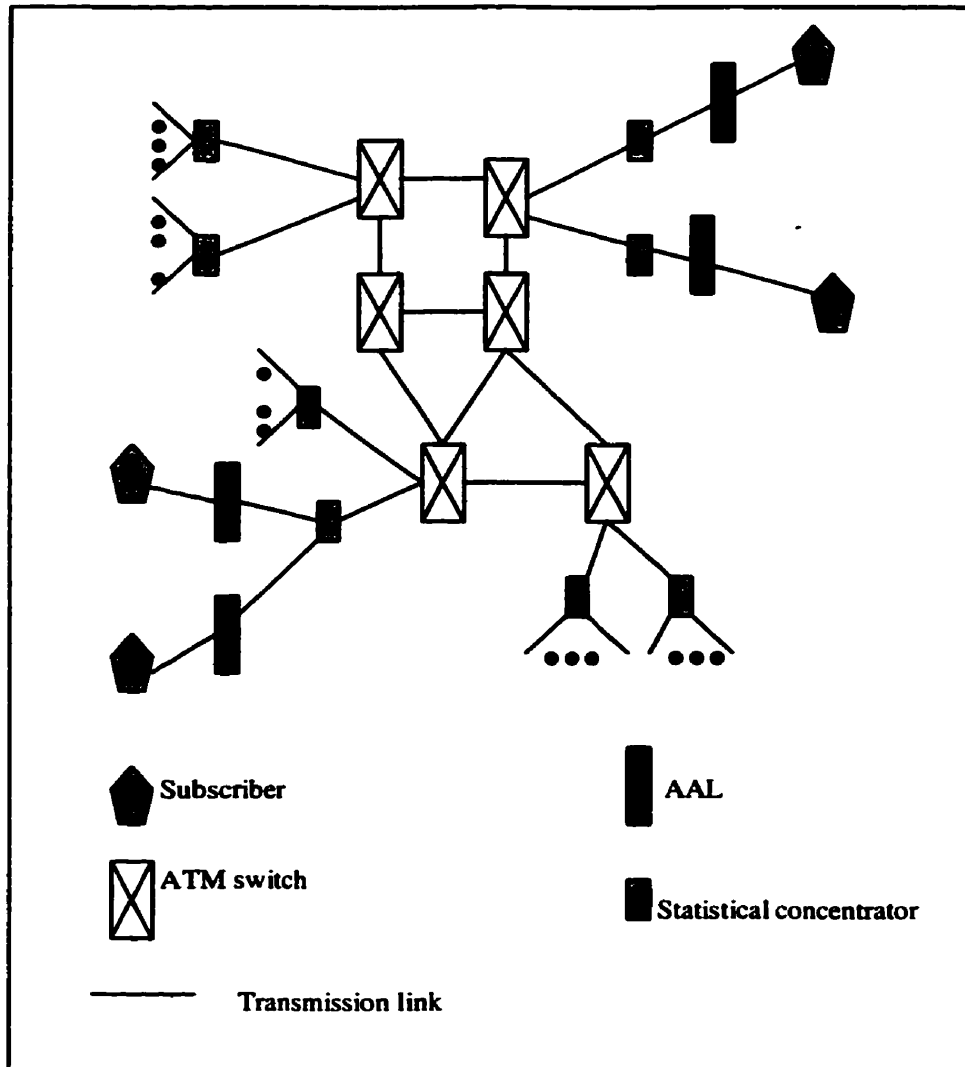 Subscriber
AAL
ATM switch
Statistical concentrator
Transmission link